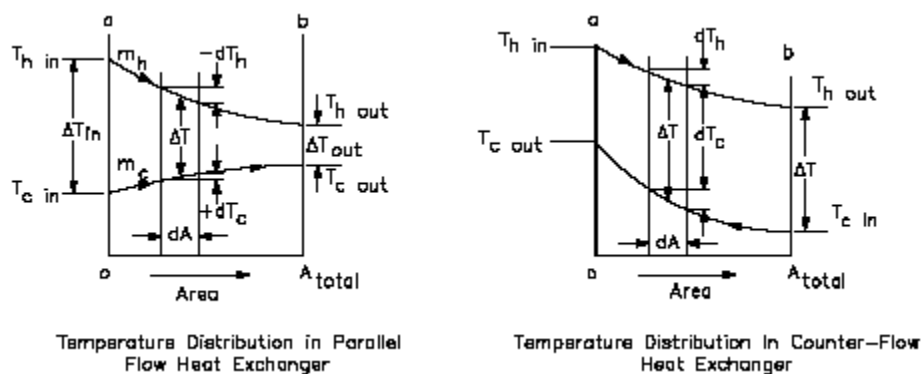 a b
T_h in
m_h
−dT_h
T_h out
ΔT_in
ΔT
ΔT_out
m_c
T_c out
T_c in
+dT_c
dA
o
A_total
Area
Temperature Distribution in Parallel
Flow Heat Exchanger
a
b
T_h in
m_h
dT_h
T_h out
ΔT
dT_c
T_c out
ΔT
T_c in
dA
o
A_total
Area
Temperature Distribution In Counter-Flow
Heat Exchanger